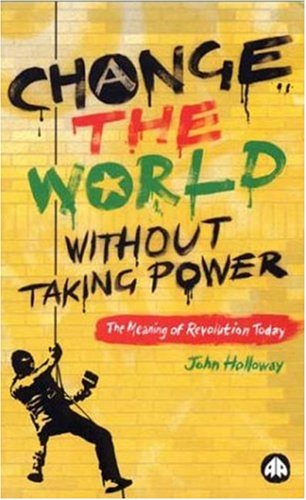 CHANGE
THE
WORLD
WITHOUT
TAKING POWER
The Meaning of Revolution Today
John Holloway